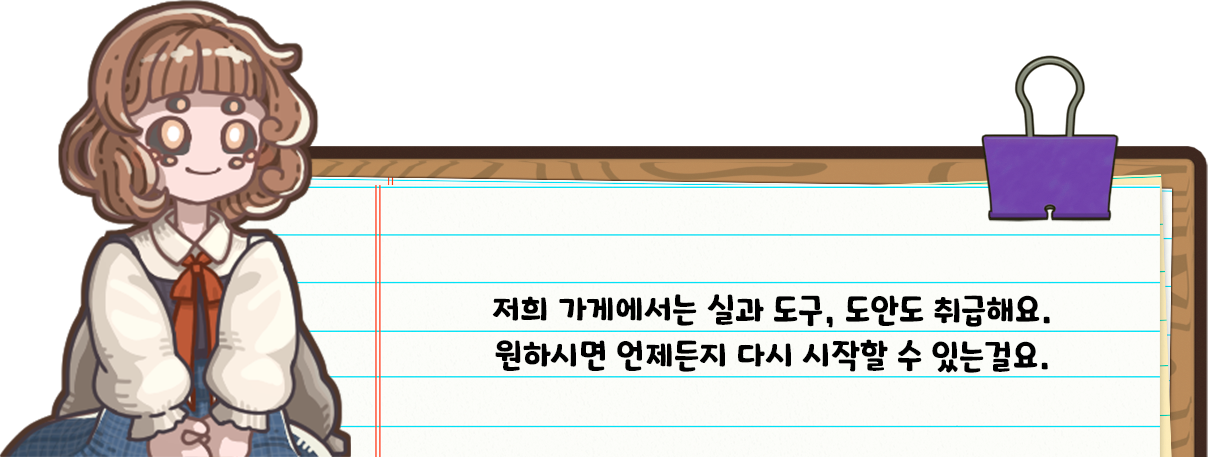 저희 가게에서는 실과 도구, 도안도 취급해요.
원하시면 언제든지 다시 시작할 수 있는걸요.